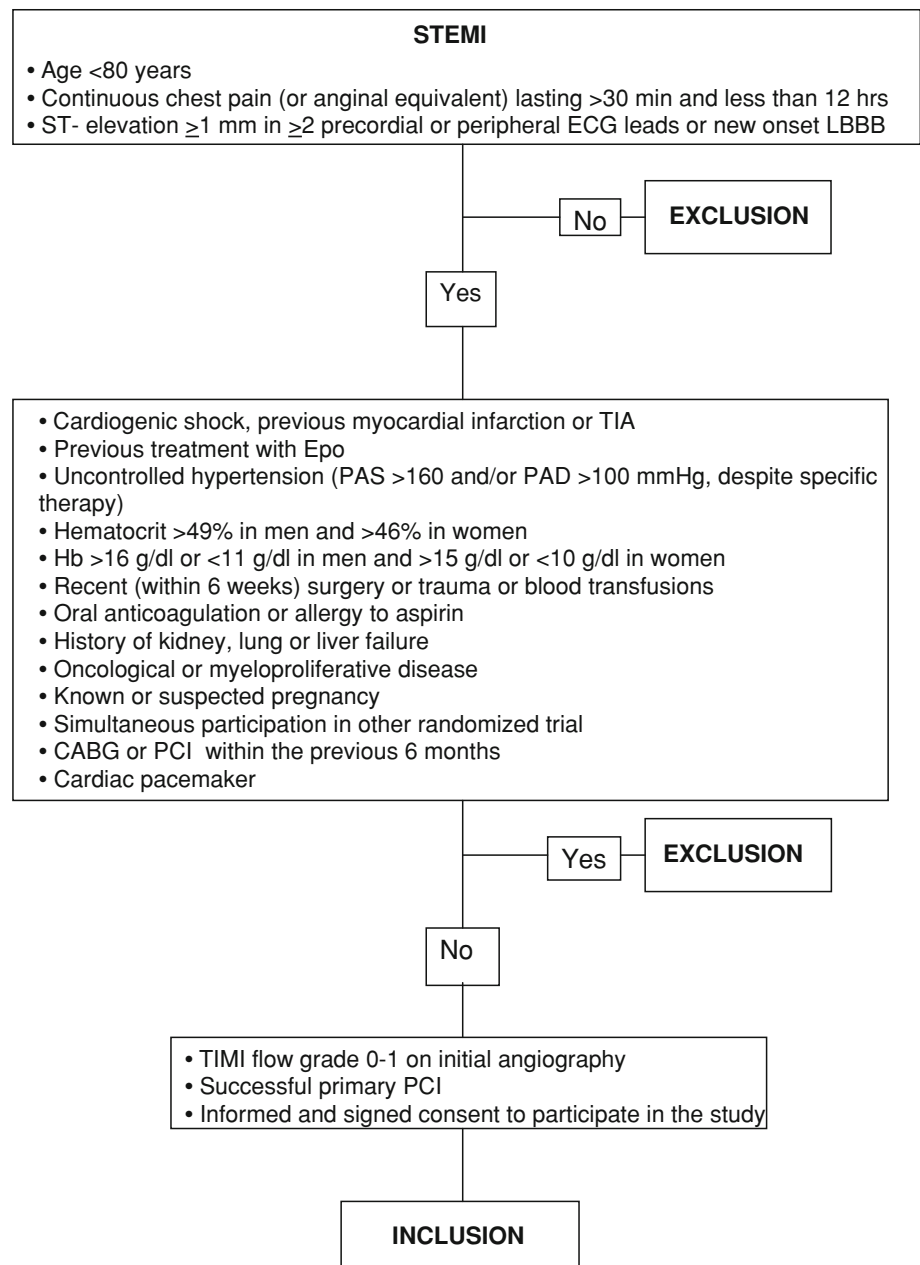 STEMI
• Age <80 years
• Continuous chest pain (or anginal equivalent) lasting >30 min and less than 12 hrs
• ST- elevation ≥1 mm in ≥2 precordial or peripheral ECG leads or new onset LBBB
No
EXCLUSION
Yes
• Cardiogenic shock, previous myocardial infarction or TIA
• Previous treatment with Epo
• Uncontrolled hypertension (PAS >160 and/or PAD >100 mmHg, despite specific
therapy)
• Hematocrit >49% in men and >46% in women
• Hb >16 g/dl or <11 g/dl in men and >15 g/dl or <10 g/dl in women
• Recent (within 6 weeks) surgery or trauma or blood transfusions
• Oral anticoagulation or allergy to aspirin
• History of kidney, lung or liver failure
• Oncological or myeloproliferative disease
• Known or suspected pregnancy
• Simultaneous participation in other randomized trial
• CABG or PCI within the previous 6 months
• Cardiac pacemaker
Yes
EXCLUSION
No
• TIMI flow grade 0-1 on initial angiography
• Successful primary PCI
• Informed and signed consent to participate in the study
INCLUSION